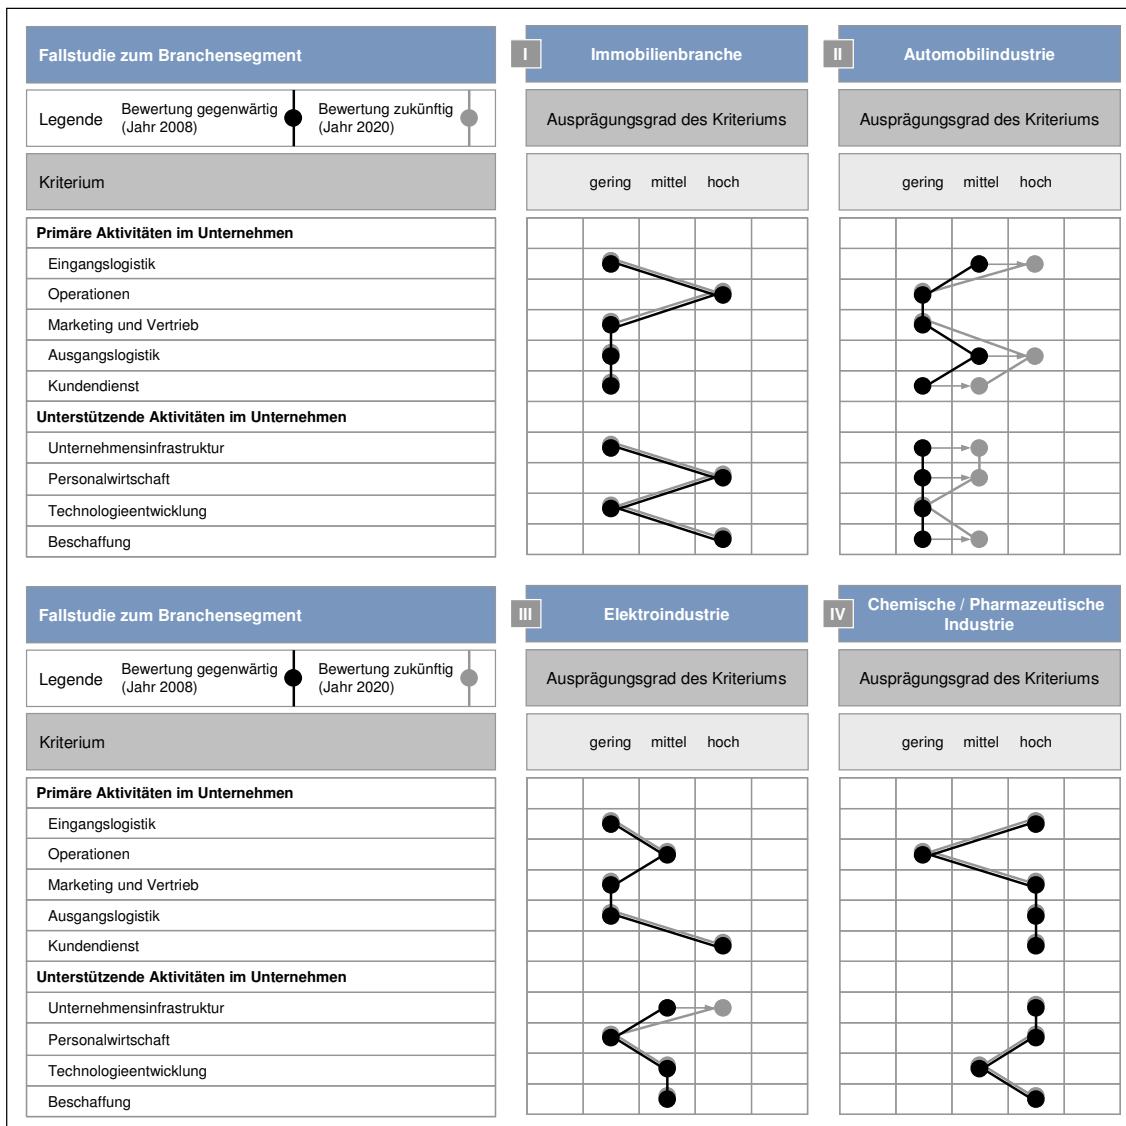 Fallstudie zum Branchensegment
I
Immobilienbranche
II
Automobilindustrie
Legende
Bewertung gegenwärtig
(Jahr 2008)
Bewertung zukünftig
(Jahr 2020)
Ausprägungsgrad des Kriteriums
Ausprägungsgrad des Kriteriums
Kriterium
gering mittel hoch
gering mittel hoch
Primäre Aktivitäten im Unternehmen
Eingangslogistik
Operationen
Marketing und Vertrieb
Ausgangslogistik
Kundendienst
Unterstützende Aktivitäten im Unternehmen
Unternehmensinfrastruktur
Personalwirtschaft
Technologieentwicklung
Beschaffung
Fallstudie zum Branchensegment
III
Elektroindustrie
IV
Chemische / Pharmazeutische
Industrie
Legende
Bewertung gegenwärtig
(Jahr 2008)
Bewertung zukünftig
(Jahr 2020)
Ausprägungsgrad des Kriteriums
Ausprägungsgrad des Kriteriums
Kriterium
gering mittel hoch
gering mittel hoch
Primäre Aktivitäten im Unternehmen
Eingangslogistik
Operationen
Marketing und Vertrieb
Ausgangslogistik
Kundendienst
Unterstützende Aktivitäten im Unternehmen
Unternehmensinfrastruktur
Personalwirtschaft
Technologieentwicklung
Beschaffung